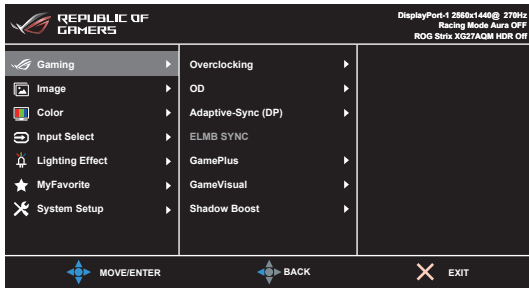 REPUBLIC OF
GAMERS
DisplayPort-1 2560x1440@ 270Hz
Racing Mode Aura OFF
ROG Strix XG27AQM HDR Off
Gaming
Image
Color
Input Select
Lighting Effect
MyFavorite
System Setup
Overclocking
OD
Adaptive-Sync (DP)
ELMB SYNC
GamePlus
GameVisual
Shadow Boost
MOVE/ENTER
BACK
EXIT